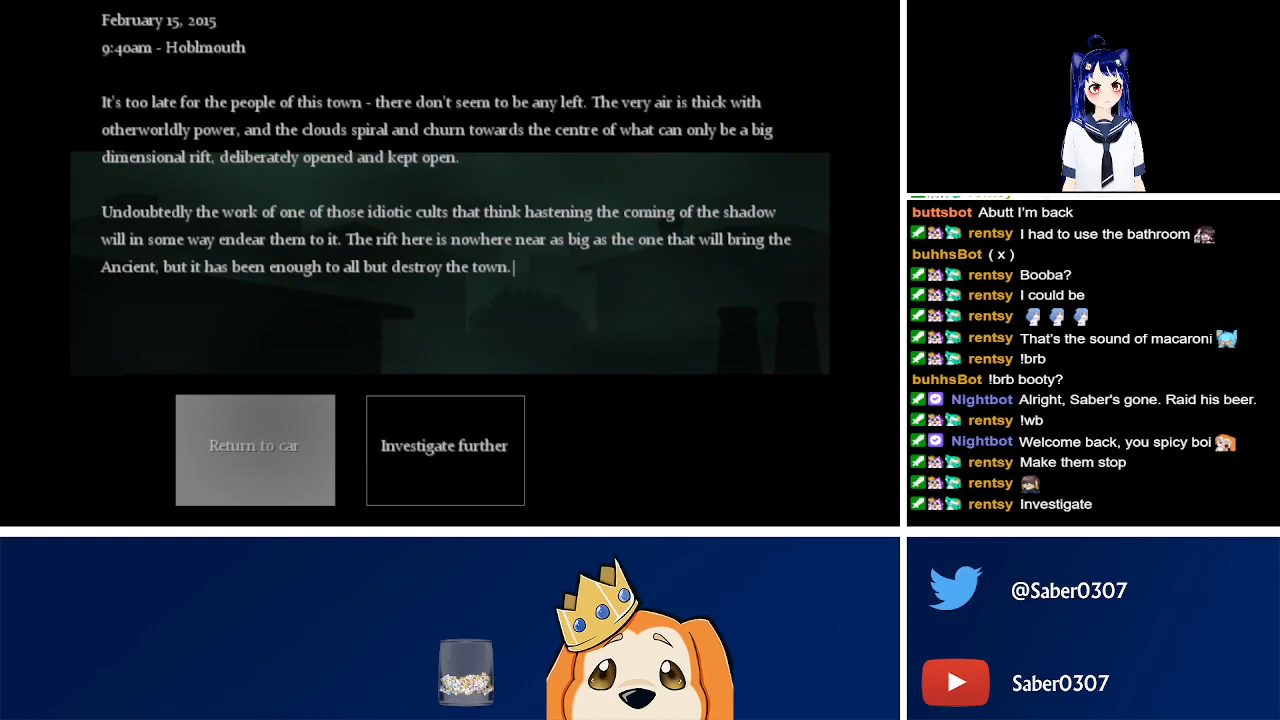 February 15, 2015
9:40am - Hoblmouth
It's too late for the people of this town - there don't seem to be any left. The very air is thick with
otherworldly power, and the clouds spiral and churn towards the centre of what can only be a big
dimensional rift, deliberately opened and kept open.
Undoubtedly the work of one of those idiotic cults that think hastening the coming of the shadow
will in some way endear them to it. The rift here is nowhere near as big as the one that will bring the
Ancient, but it has been enough to all but destroy the town.|
Return to car
Investigate further
buttsbot Abutt I'm back
rentsy I had to use the bathroom
buhhsBot ( x )
rentsy Booba?
rentsy I could be
rentsy
rentsy That's the sound of macaroni
rentsy !brb
buhhsBot !brb booty?
Nightbot Alright, Saber's gone. Raid his beer.
rentsy !wb
Nightbot Welcome back, you spicy boi
rentsy Make them stop
rentsy
rentsy Investigate
@Saber0307
Saber0307